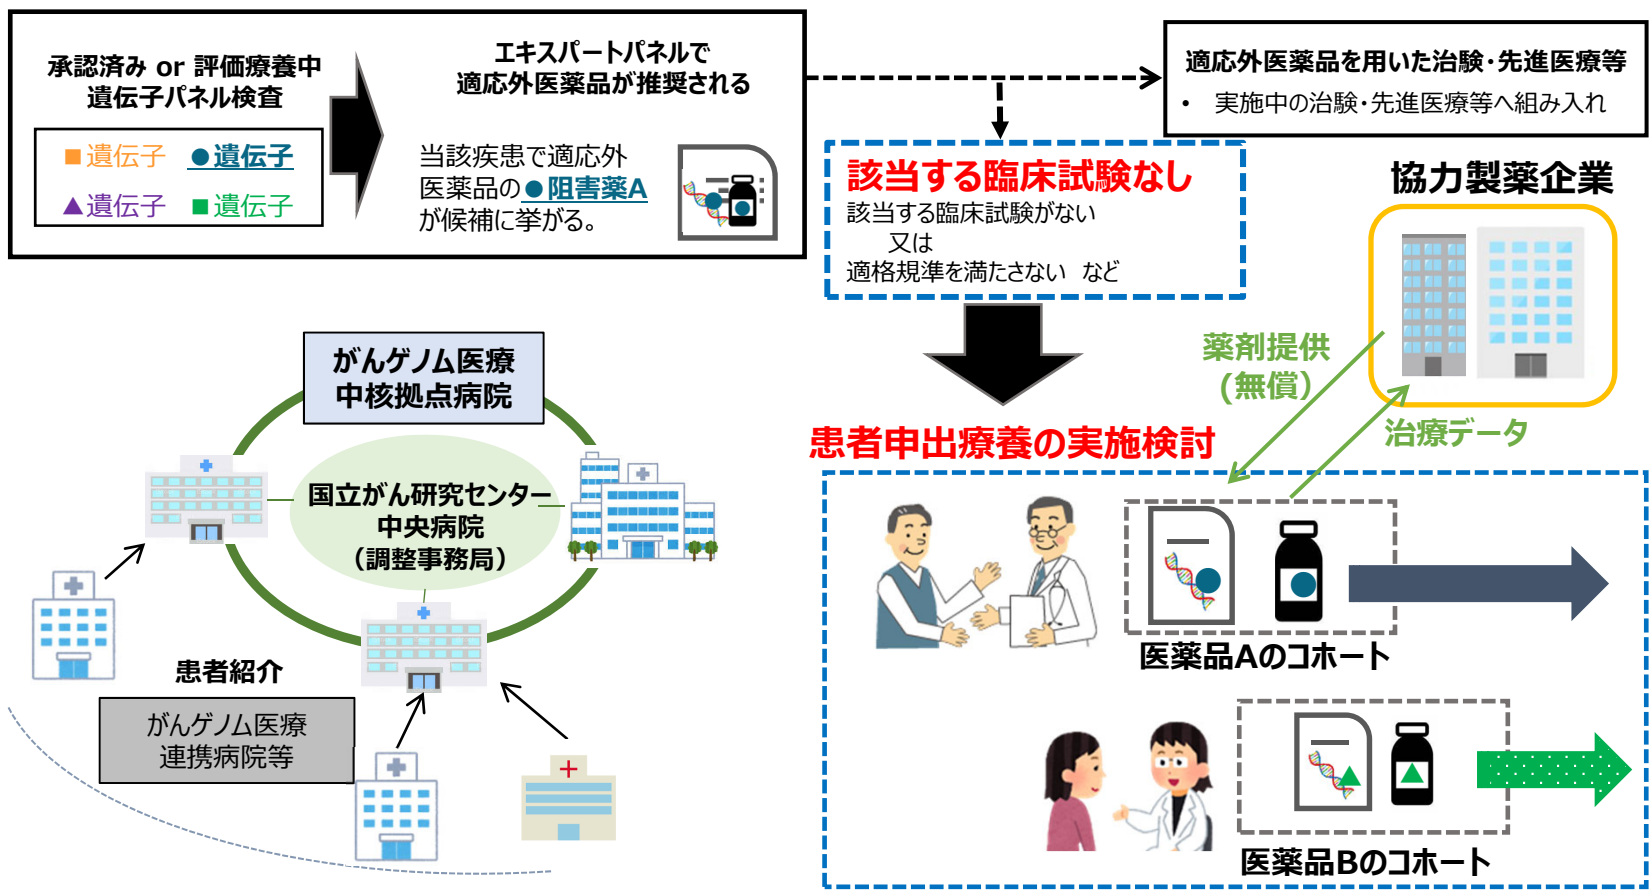 承認済み or 評価療養中
遺伝子パネル検査
■遺伝子 ●遺伝子
▲遺伝子 ■遺伝子
エキスパートパネルで
適応外医薬品が推奨される
当該疾患で適応外
医薬品の●阻害薬A
が候補に挙がる。
適応外医薬品を用いた治験・先進医療等
• 実施中の治験・先進医療等へ組み入れ
該当する臨床試験なし
該当する臨床試験がない
又は
適格規準を満たさない など
協力製薬企業
薬剤提供
(無償)
治療データ
患者申出療養の実施検討
医薬品Aのコホート
医薬品Bのコホート
がんゲノム医療
中核拠点病院
国立がん研究センター
中央病院
（調整事務局）
患者紹介
がんゲノム医療
連携病院等